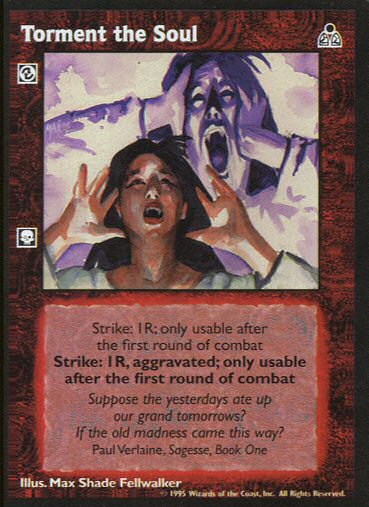 Torment the Soul
Strike: 1R; only usable after
the first round of combat
Strike: 1R, aggravated; only usable
after the first round of combat
Suppose the yesterdays ate up
our grand tomorrows?
If the old madness came this way?
Paul Verlaine, Sagesse, Book One
Illus. Max Shade Fellwalker
© 1995 Wizards of the Coast, Inc. All Rights Reserved.